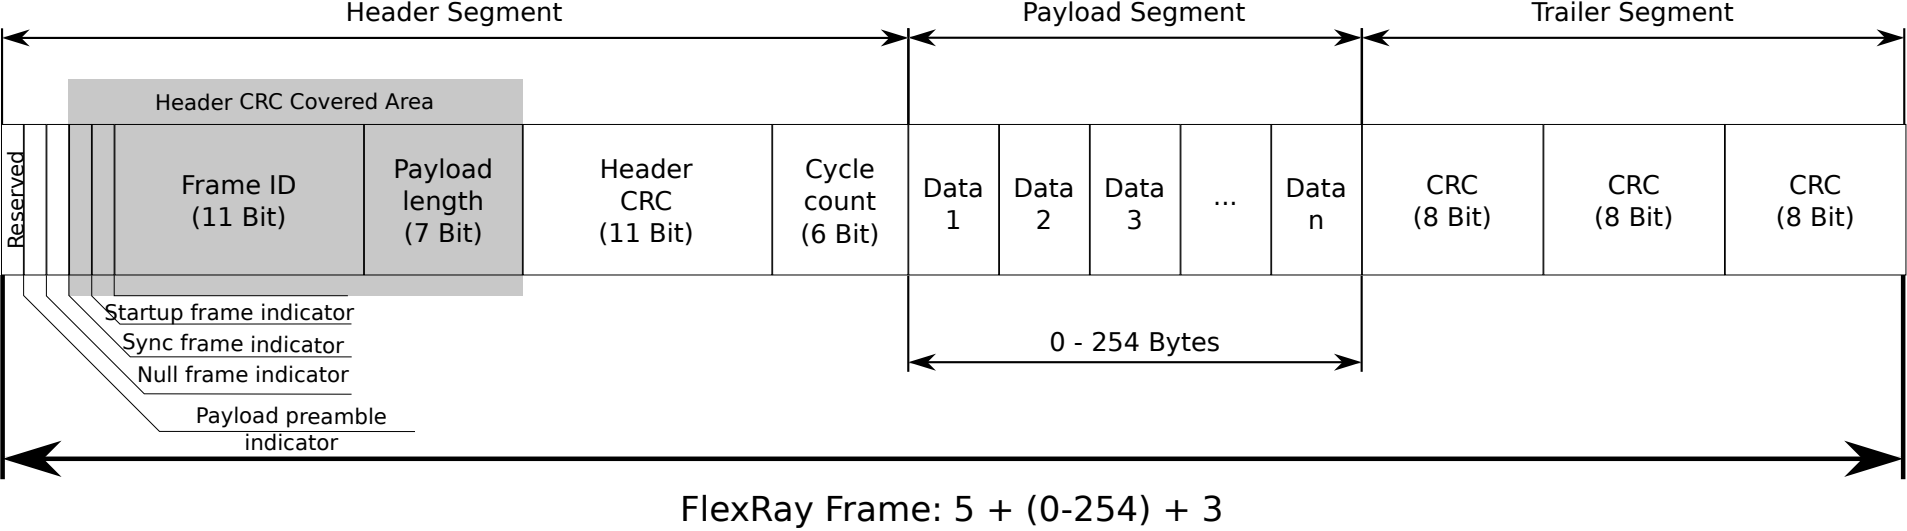 Header Segment
Payload Segment
Trailer Segment
Header CRC Covered Area
Reserved
Frame ID
(11 Bit)
Payload
length
(7 Bit)
Header
CRC
(11 Bit)
Cycle
count
(6 Bit)
Data
1
Data
2
Data
3
...
Data
n
CRC
(8 Bit)
CRC
(8 Bit)
CRC
(8 Bit)
Startup frame indicator
Sync frame indicator
Null frame indicator
Payload preamble
indicator
0 - 254 Bytes
FlexRay Frame: 5 + (0-254) + 3